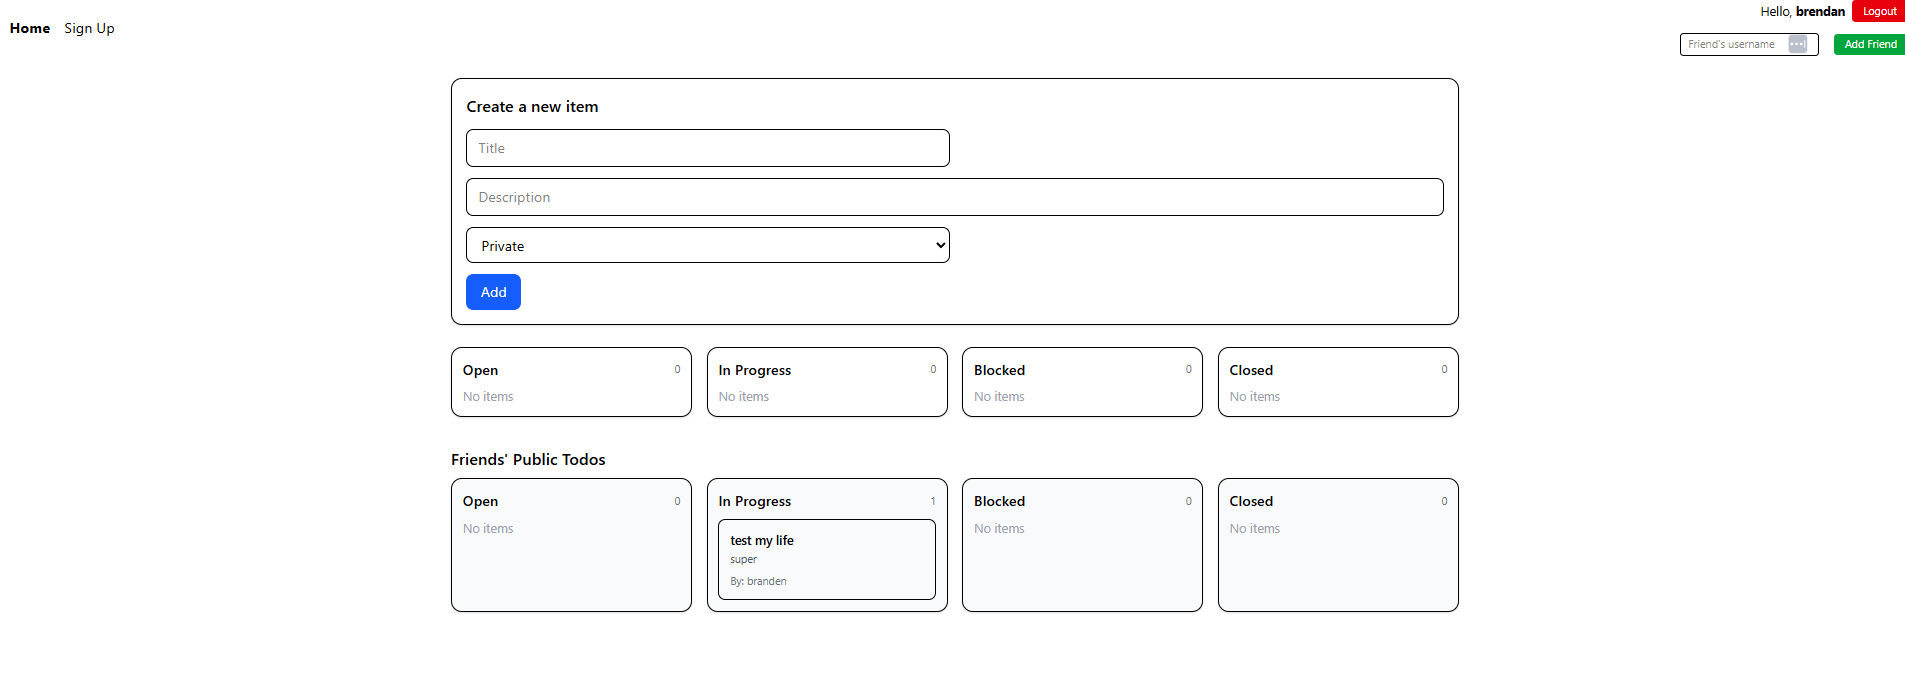 Home Sign Up
Hello, brendan Logout
Friend's username Add Friend
Create a new item
Title
Description
Private
Add
Open 0
No items
In Progress 0
No items
Blocked 0
No items
Closed 0
No items
Friends' Public Todos
Open 0
No items
In Progress 1
test my life
super
By: branden
Blocked 0
No items
Closed 0
No items